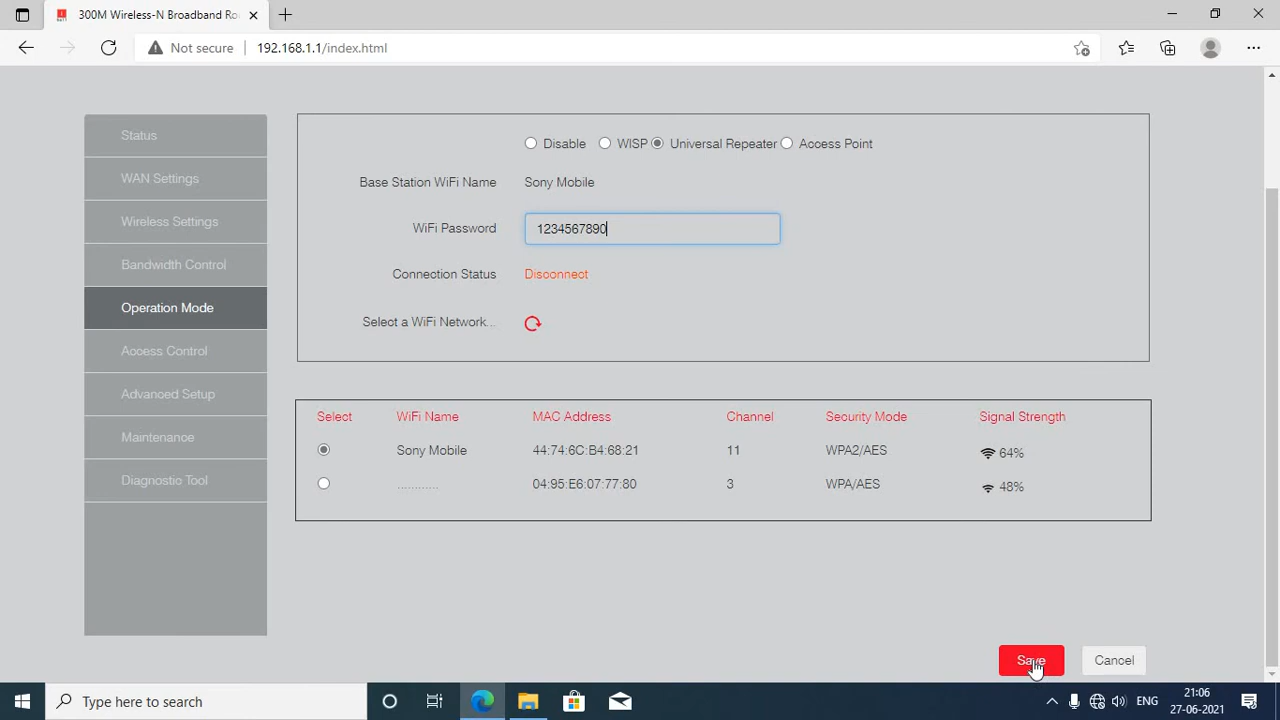 300M Wireless-N Broadband Ro
Not secure 192.168.1.1/index.html
Status
WAN Settings
Wireless Settings
Bandwidth Control
Operation Mode
Access Control
Advanced Setup
Maintenance
Diagnostic Tool
Disable WISP Universal Repeater Access Point
Base Station WiFi Name Sony Mobile
WiFi Password 1234567890
Connection Status Disconnect
Select a WiFi Network...
Select WiFi Name MAC Address Channel Security Mode Signal Strength
Sony Mobile 44:74:6C:B4:68:21 11 WPA2/AES 64%
............ 04:95:E6:07:77:80 3 WPA/AES 48%
Save Cancel
Type here to search
ENG
21:06
27-06-2021